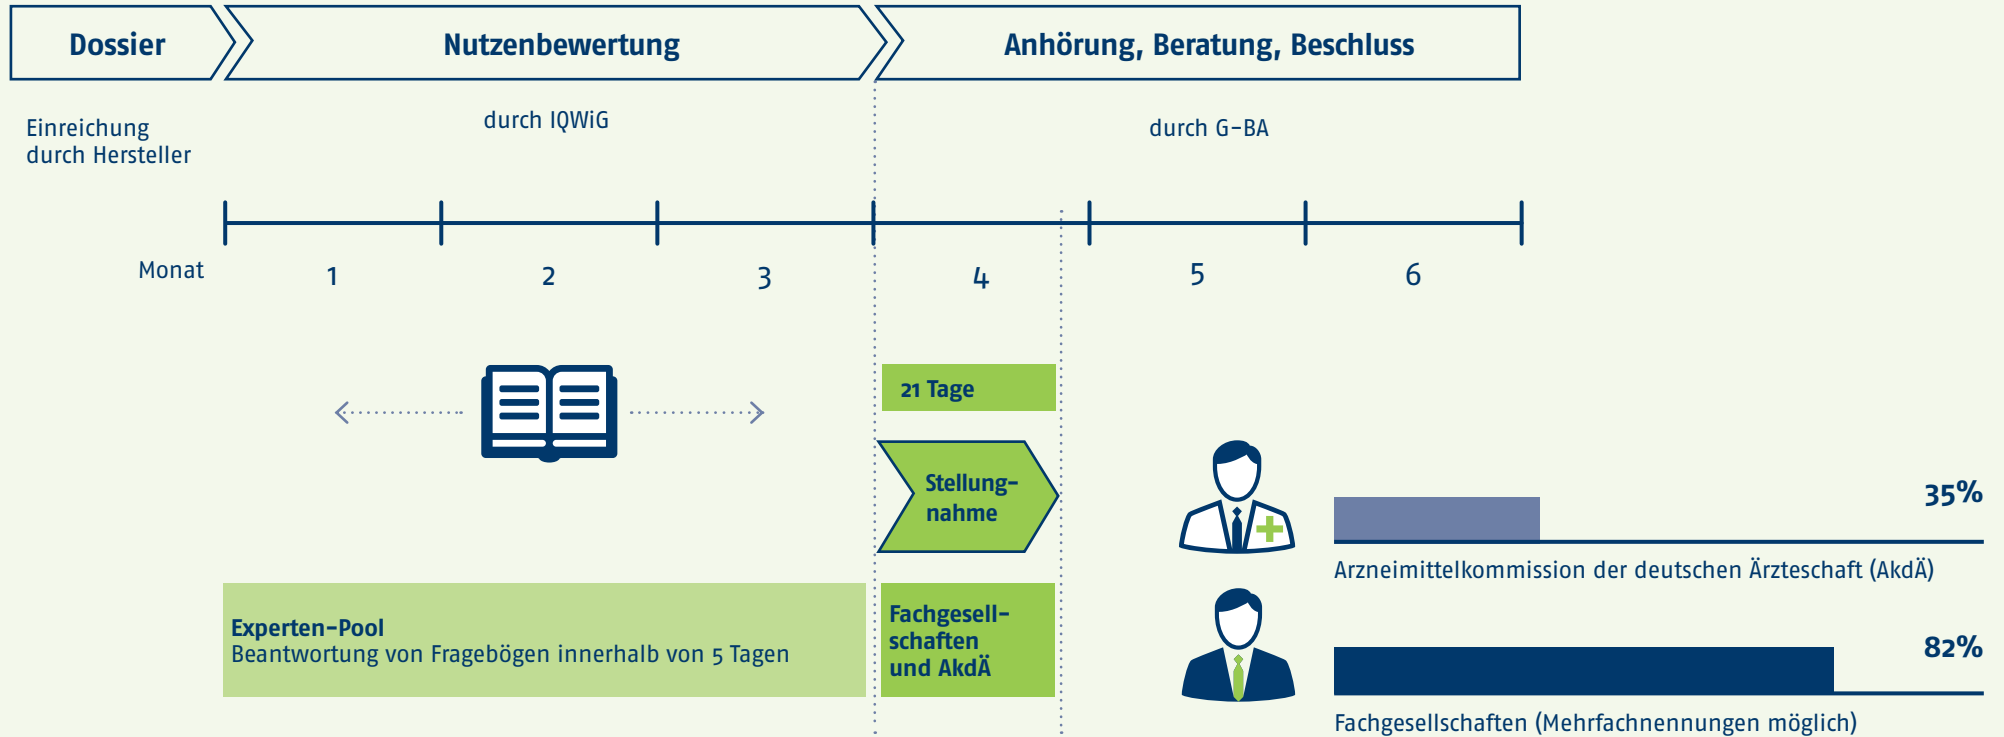 Dossier
Nutzenbewertung
Anhörung, Beratung, Beschluss
Einreichung
durch Hersteller
durch IQWiG
durch G-BA
Monat
1
2
3
4
5
6
21 Tage
Stellung-
nahme
Experten-Pool
Beantwortung von Fragebögen innerhalb von 5 Tagen
Fachgesell-
schaften
und AkdÄ
35%
Arzneimittelkommission der deutschen Ärzteschaft (AkdÄ)
82%
Fachgesellschaften (Mehrfachnennungen möglich)